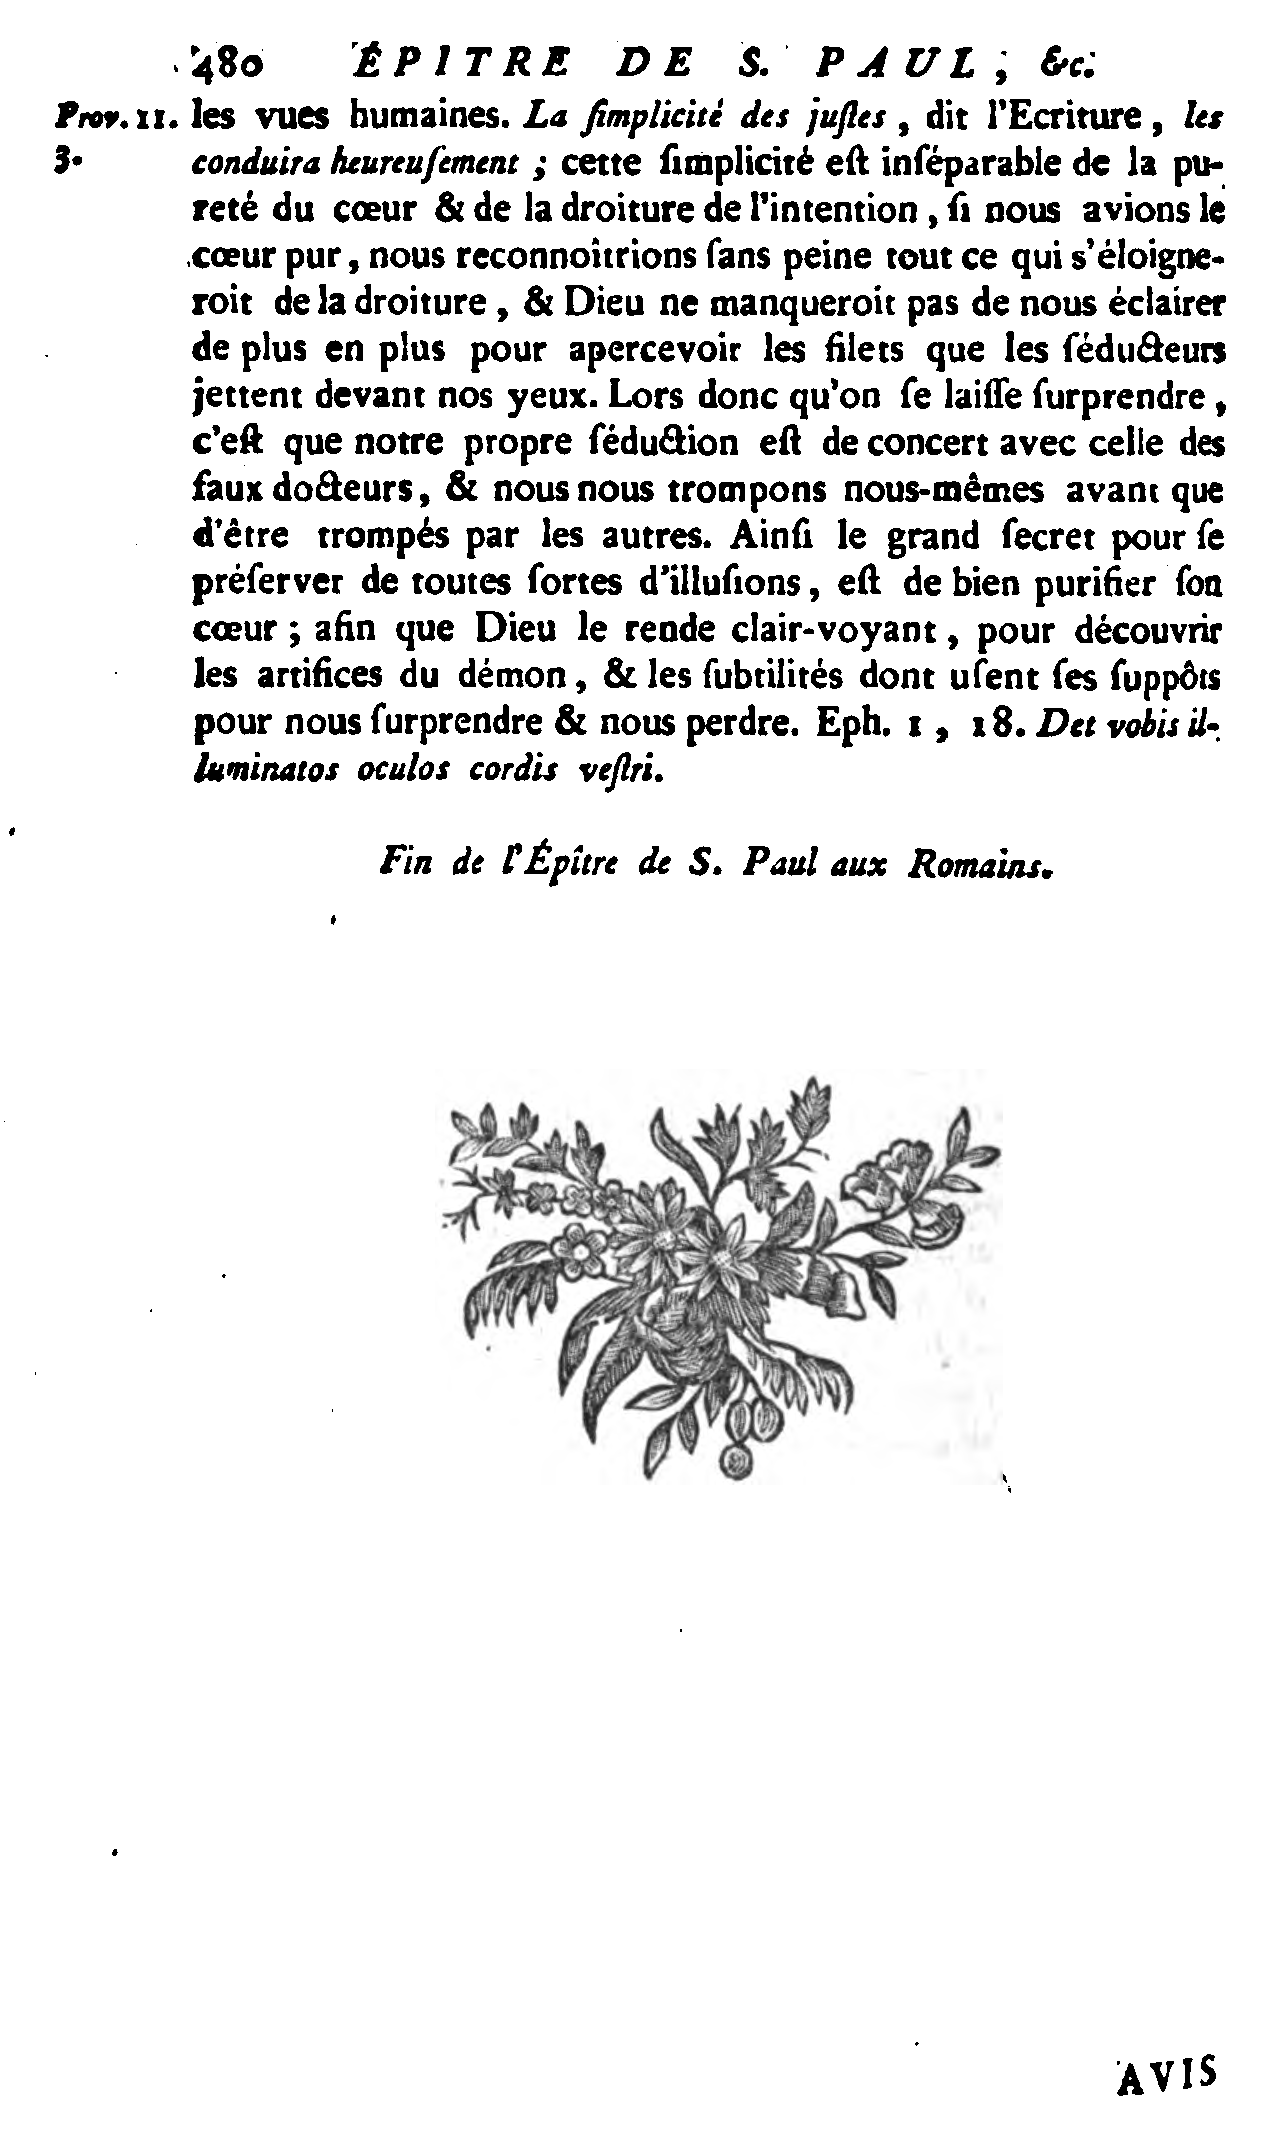 480 ÉPITRE DE S. PAUL, &c.
Prov. 11. les vues humaines. La ſimplicité des juſtes, dit l'Ecriture, les
3. conduira heureuſement ; cette ſimplicité eſt inſéparable de la pu-
reté du cœur & de la droiture de l'intention, ſi nous avions le
cœur pur, nous reconnoîtrions ſans peine tout ce qui s'éloigne-
roit de la droiture, & Dieu ne manqueroit pas de nous éclairer
de plus en plus pour apercevoir les filets que les ſéducteurs
jettent devant nos yeux. Lors donc qu'on ſe laiſſe ſurprendre,
c'eſt que notre propre ſéduction eſt de concert avec celle des
faux docteurs, & nous nous trompons nous-mêmes avant que
d'être trompés par les autres. Ainſi le grand ſecret pour ſe
préſerver de toutes ſortes d'illuſions, eſt de bien purifier ſon
cœur ; afin que Dieu le rende clair-voyant, pour découvrir
les artifices du démon, & les ſubtilités dont uſent ſes ſuppôts
pour nous ſurprendre & nous perdre. Eph. 1, 18. Det vobis il-
luminatos oculos cordis veſtri.
Fin de l'Épître de S. Paul aux Romains.
AVIS